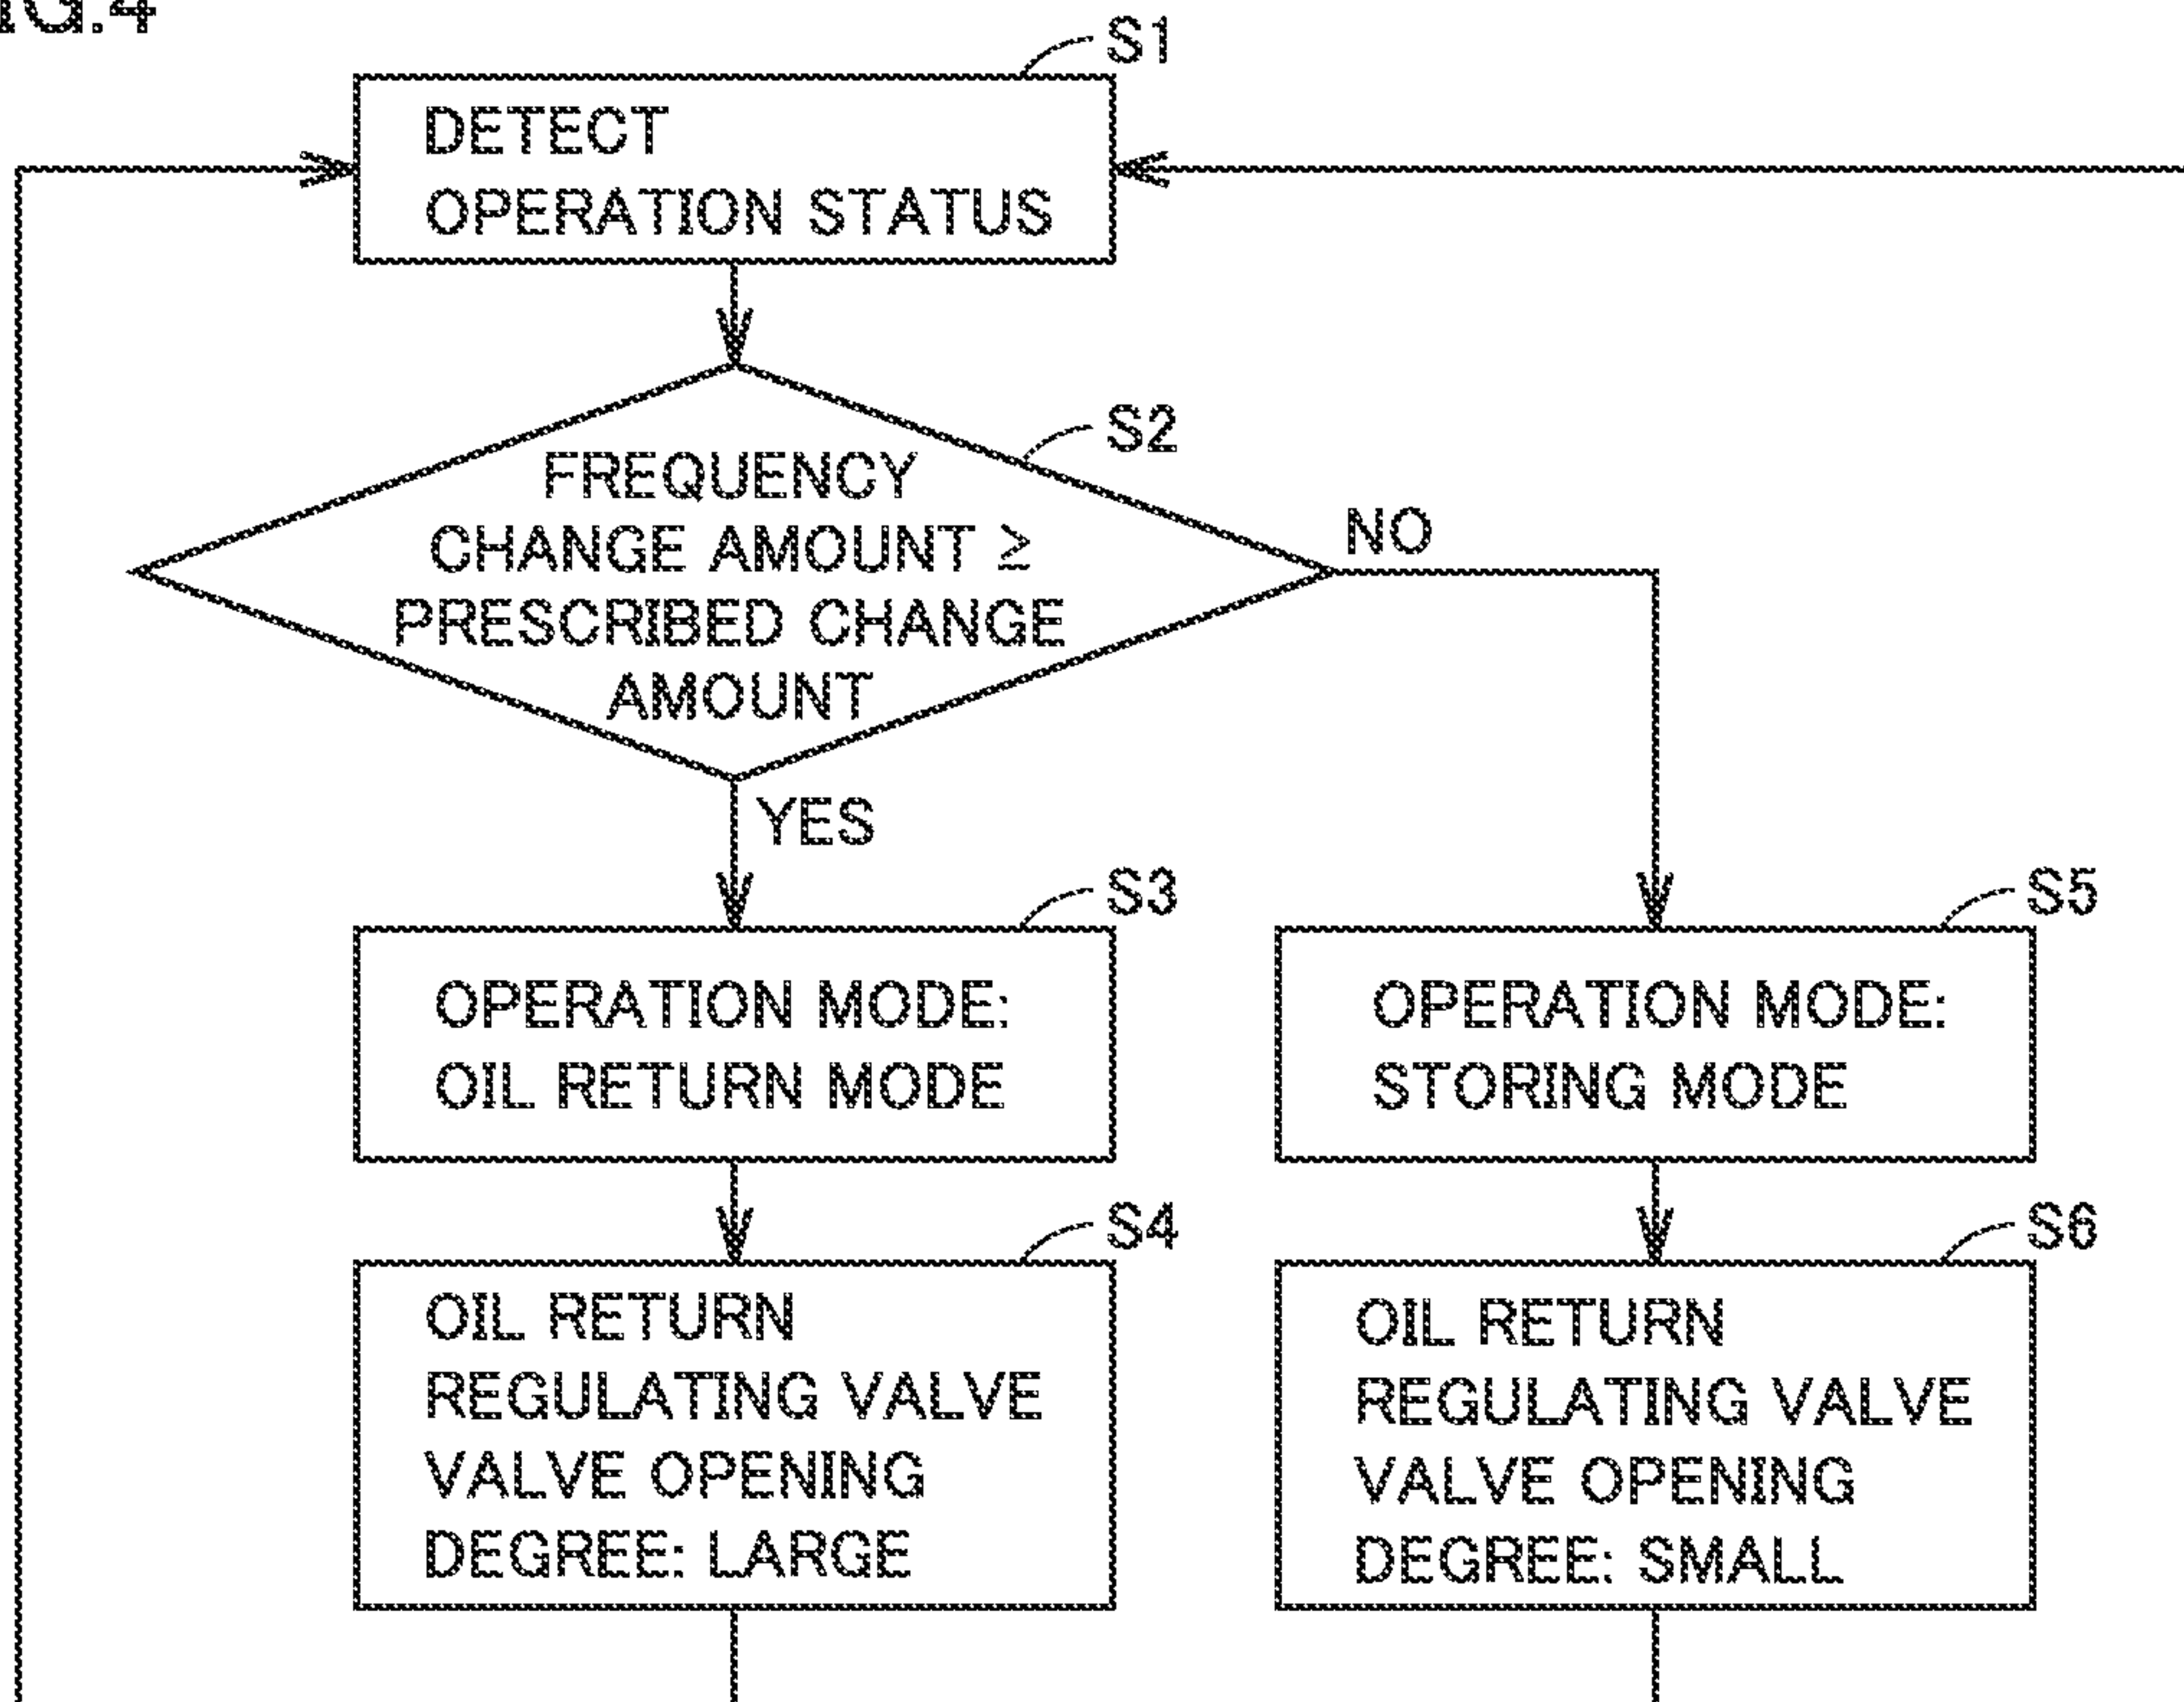 S1
DETECT
OPERATION STATUS
S2
FREQUENCY
CHANGE AMOUNT ≥
PRESCRIBED CHANGE
AMOUNT
NO
YES
S3
OPERATION MODE:
OIL RETURN MODE
S5
OPERATION MODE:
STORING MODE
S4
OIL RETURN
REGULATING VALVE
VALVE OPENING
DEGREE: LARGE
S6
OIL RETURN
REGULATING VALVE
VALVE OPENING
DEGREE: SMALL